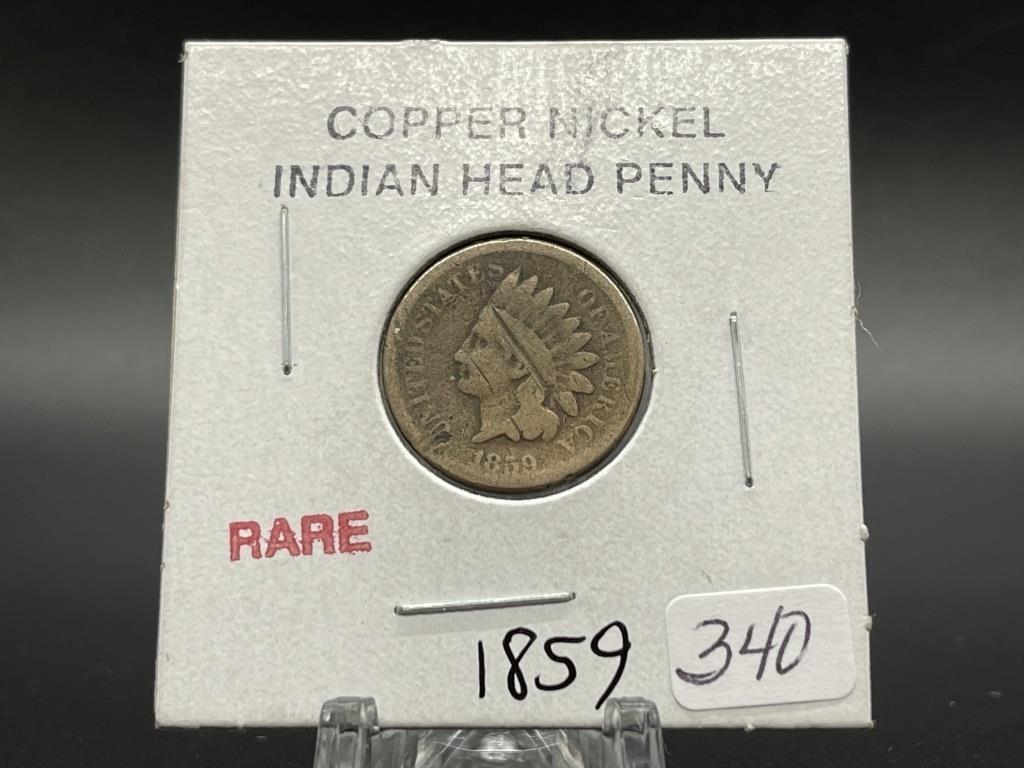 COPPER NICKEL
INDIAN HEAD PENNY
UNITED STATES OF AMERICA
1859
RARE
1859
340